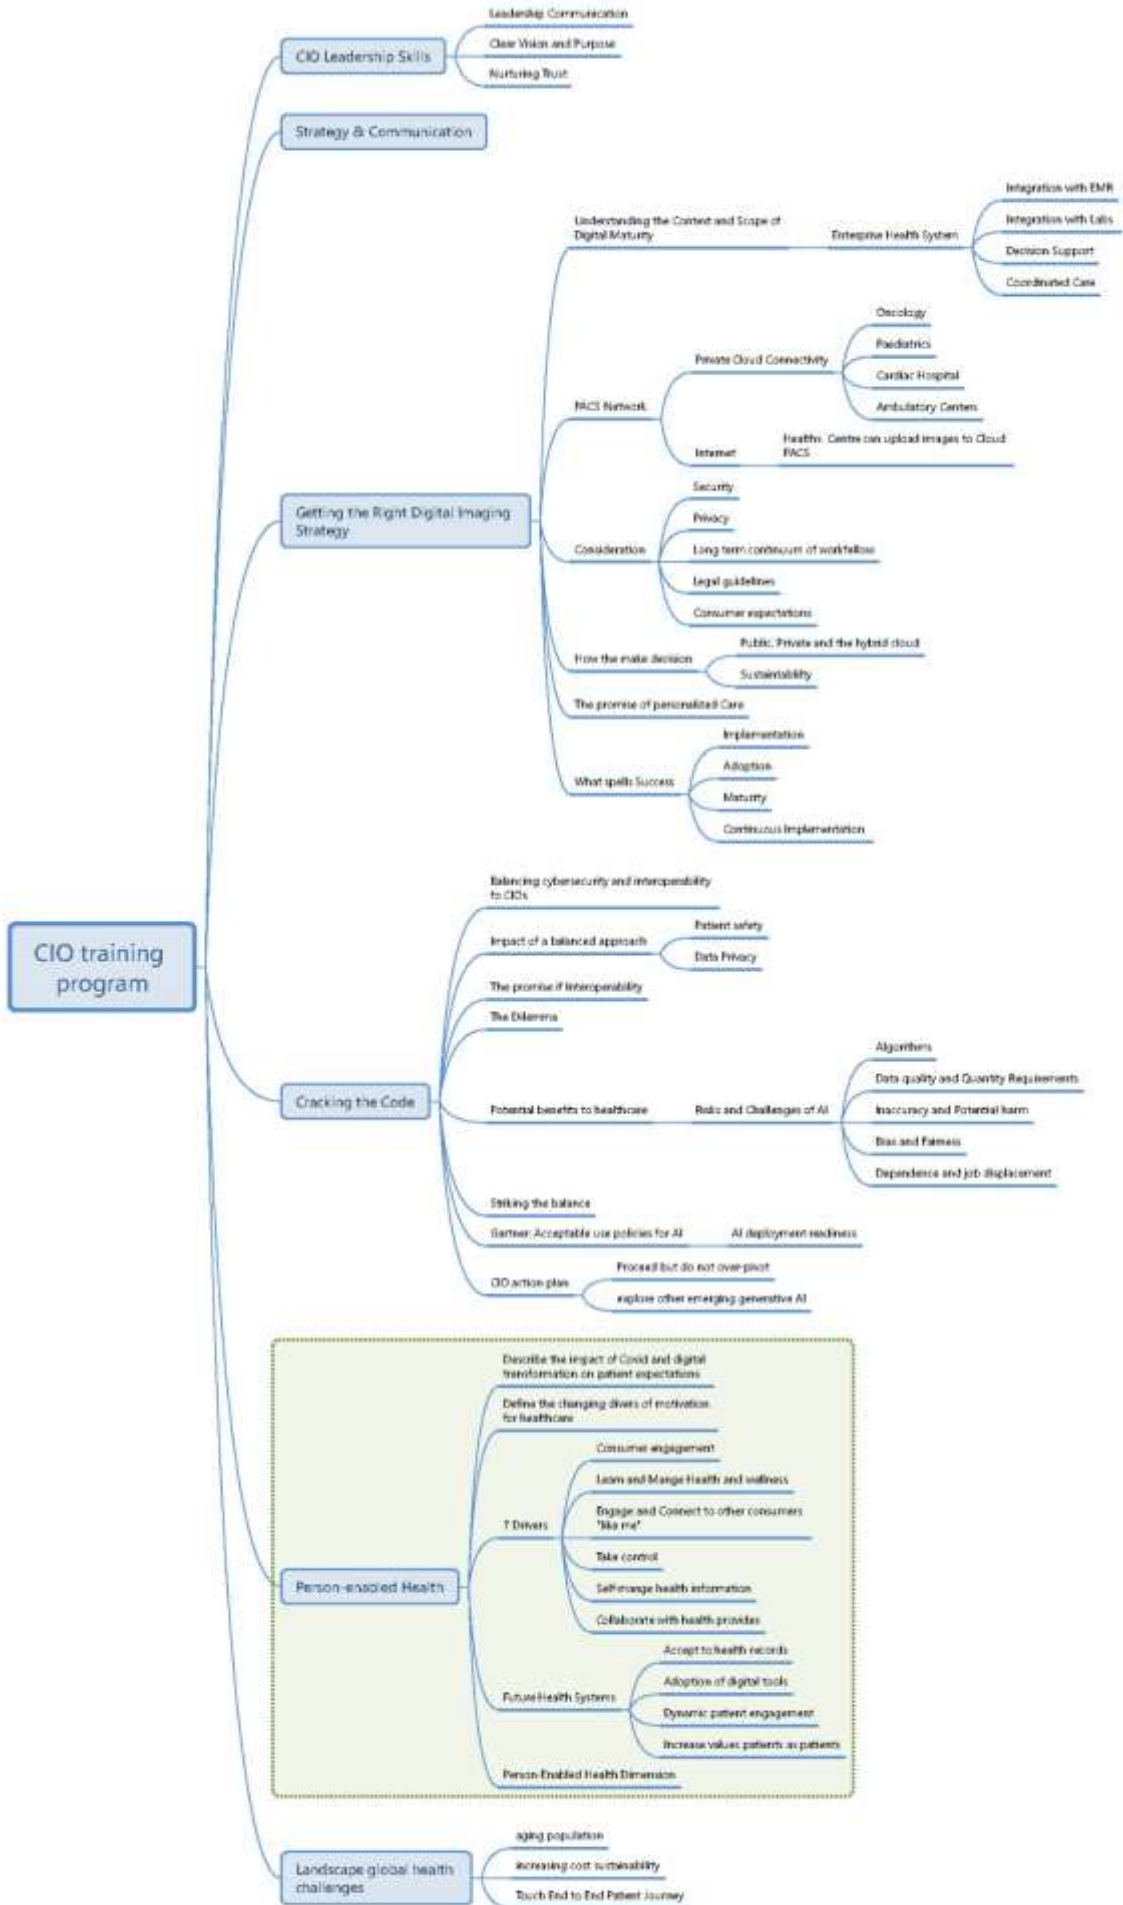 Leadership Communication
CIO Leadership Skills
Clear Vision and Purpose
Nurturing Trust
Strategy & Communication
Understanding the Context and Scope of
Digital Maturity
Enterprise Health System
Integration with EMR
Integration with Labs
Decision Support
Coordinated Care
PACS Network
Private Cloud Connectivity
Oncology
Paediatrics
Cardiac Hospital
Ambulatory Centers
Internet
Healthx Centre can upload images to Cloud
PACS
Getting the Right Digital Imaging
Strategy
Consideration
Security
Privacy
Long term continuum of workfellow
Legal guidelines
Consumer expectations
How the make decision
Public, Private and the hybrid cloud
Sustaintability
The promise of personalized Care
What spells Success
Implementation
Adoption
Maturity
Continuous Implementation
CIO training
program
Cracking the Code
Balancing cybersecurity and interoperability
to CIOs
Impact of a balanced approach
Patient safety
Data Privacy
The promise if Interoperability
The Dilemma
Potential benefits to healthcare
Risks and Challenges of AI
Algorithms
Data quality and Quantity Requirements
Inaccuracy and Potential harm
Bias and Fairness
Dependence and job displacement
Striking the balance
Gartner: Acceptable use policies for AI
AI deployment readiness
CIO action plan
Proceed but do not over-pivot
explore other emerging generative AI
Person-enabled Health
Describe the impact of Covid and digital
transformation on patient expectations
Define the changing divers of motivation
for healthcare
7 Drivers
Consumer engagement
Learn and Mange Health and wellness
Engage and Connect to other consumers
"like me"
Take control
Self-mange health information
Collaborate with health provides
Future Health Systems
Accept to health records
Adoption of digital tools
Dynamic patient engagement
Increase values patients as patients
Person-Enabled Health Dimension
Landscape global health
challenges
aging population
increasing cost sustainability
Touch End to End Patient Journey